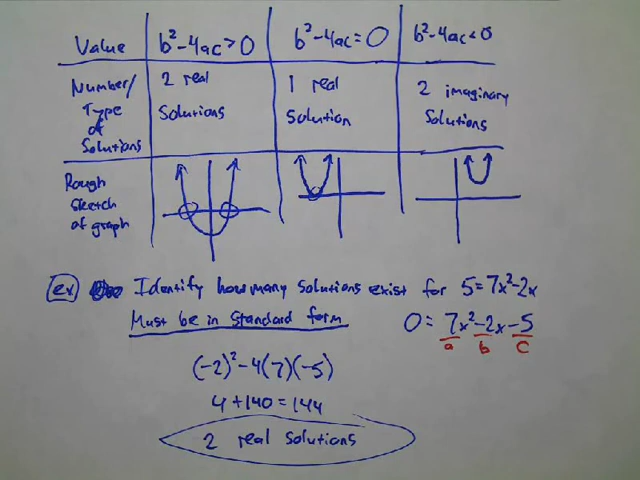 Value b²-4ac>0 b²-4ac=0 b²-4ac<0
Number/ Type of Solutions 2 real Solutions 1 real Solution 2 imaginary Solutions
Rough sketch of graph
ex Identify how many solutions exist for 5=7x²-2x
Must be in Standard form 0=7x²-2x-5
a b c
(-2)²-4(7)(-5)
4+140=144
2 real solutions